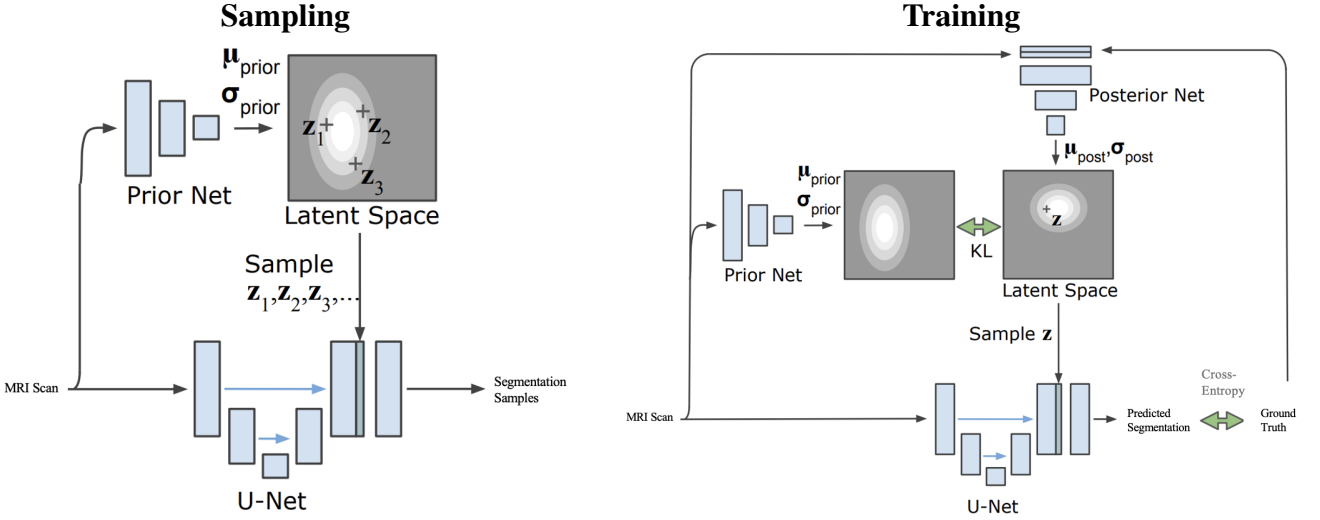 Sampling
μprior
σprior
z1
z2
z3
Prior Net
Latent Space
Sample
z1,z2,z3,...
MRI Scan
Segmentation
Samples
U-Net
Training
Posterior Net
μpost,σpost
μprior
σprior
z
KL
Prior Net
Latent Space
Sample z
Cross-
Entropy
MRI Scan
Predicted
Segmentation
Ground
Truth
U-Net